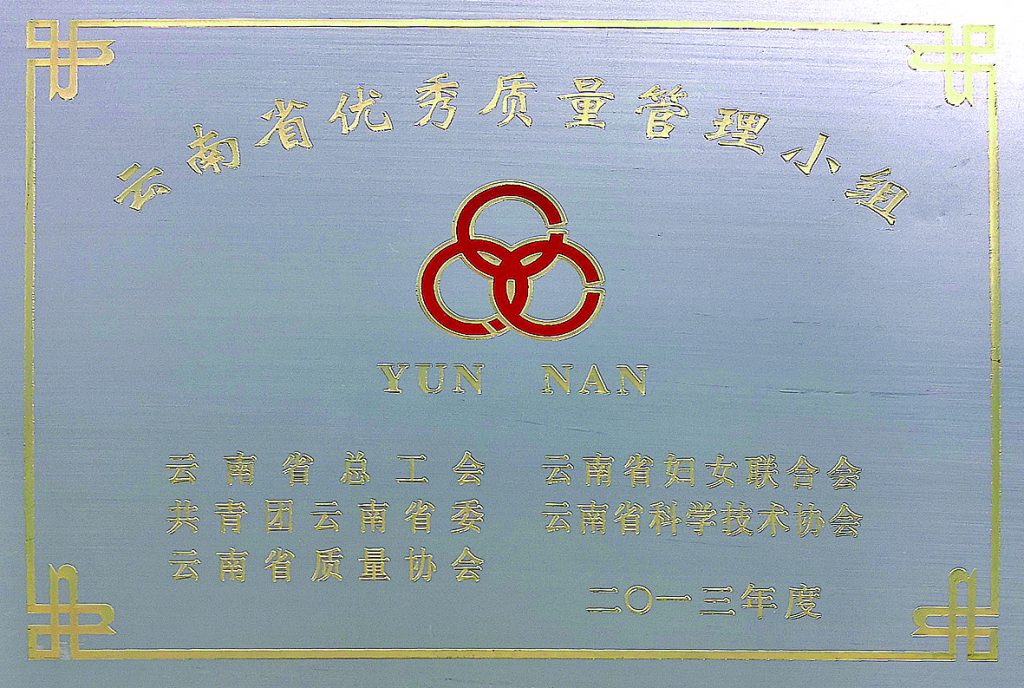 云南省优秀质量管理小组
YUN NAN
云南省总工会 云南省妇女联合会
共青团云南省委 云南省科学技术协会
云南省质量协会
二〇一三年度